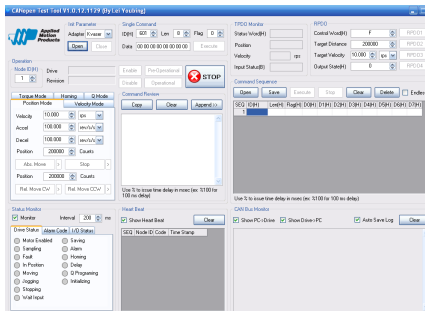 CANopen Test Tool V1.0.12.1129 (By Lei Youbing)
Applied
Motion
Products
Init Parameter
Adapter Kvaser
Open Close
Single Command
ID(H) 601 Len 8 Flag 0
Data 00 00 00 00 00 00 00 00 Execute
TPDO Monitor
Status Word(H)
Position
Velocity rps
Input Status(B)
RPDO
Control Word(H) F RPDO1
Target Distance 200000 RPDO2
Target Velocity 10.000 rps RPDO3
Output State(H) 0 RPDO4
Operation
Node ID(H) 1
Drive
Revision
Enable Pre-Operational
Disable Operational
STOP
Torque Mode Homing Q Mode
Position Mode Velocity Mode
Velocity 10.000 rps
Accel 100.000 rev/s/s
Decel 100.000 rev/s/s
Position 200000 Counts
Abs. Move > Stop >
Position 200000 Counts
Rel. Move CW > Rel. Move CCW >
Command Review
Copy Clear Append >>
Use % to issue time delay in msec (ex: %100 for
100 ms delay)
Command Sequence
Open Save Execute Stop Clear Delete Endless
SEQ ID(H) Len(H) Flag(H) D0(H) D1(H) D2(H) D3(H) D4(H) D5(H) D6(H) D7(H)
1
Use % to issue time delay in msec (ex: %100 for 100 ms delay)
Status Monitor
Monitor Interval 200 ms
Drive Status Alarm Code I/O Status
Motor Enabled Saving
Sampling Alarm
Fault Homing
In Position Delay
Moving Q Programing
Jogging Initializing
Stopping
Wait Input
Heart Beat
Show Heart Beat Clear
SEQ Node ID Code Time Stamp
CAN Bus Monitor
Show PC->Drive Show Drive->PC Auto Save Log Clear